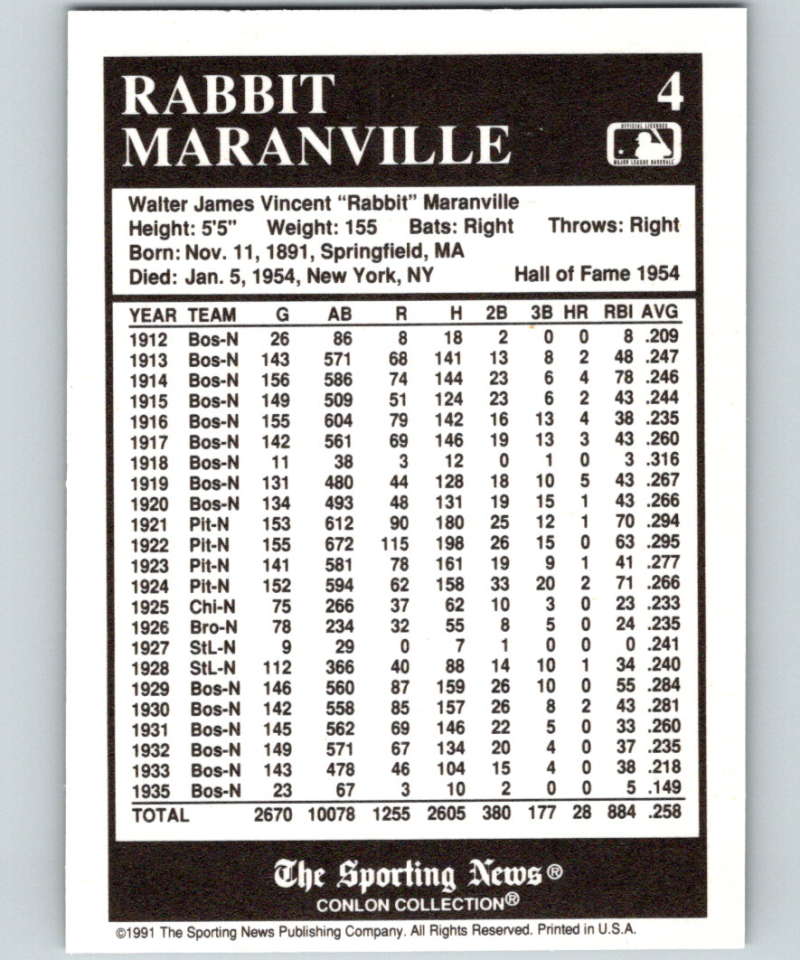 RABBIT 4
MARANVILLE
OFFICIAL LICENSEE
MAJOR LEAGUE BASEBALL
Walter James Vincent “Rabbit” Maranville
Height: 5'5" Weight: 155 Bats: Right Throws: Right
Born: Nov. 11, 1891, Springfield, MA
Died: Jan. 5, 1954, New York, NY Hall of Fame 1954
YEAR TEAM G AB R H 2B 3B HR RBI AVG
1912 Bos-N 26 86 8 18 2 0 0 8 .209
1913 Bos-N 143 571 68 141 13 8 2 48 .247
1914 Bos-N 156 586 74 144 23 6 4 78 .246
1915 Bos-N 149 509 51 124 23 6 2 43 .244
1916 Bos-N 155 604 79 142 16 13 4 38 .235
1917 Bos-N 142 561 69 146 19 13 3 43 .260
1918 Bos-N 11 38 3 12 0 1 0 3 .316
1919 Bos-N 131 480 44 128 18 10 5 43 .267
1920 Bos-N 134 493 48 131 19 15 1 43 .266
1921 Pit-N 153 612 90 180 25 12 1 70 .294
1922 Pit-N 155 672 115 198 26 15 0 63 .295
1923 Pit-N 141 581 78 161 19 9 1 41 .277
1924 Pit-N 152 594 62 158 33 20 2 71 .266
1925 Chi-N 75 266 37 62 10 3 0 23 .233
1926 Bro-N 78 234 32 55 8 5 0 24 .235
1927 StL-N 9 29 0 7 1 0 0 0 .241
1928 StL-N 112 366 40 88 14 10 1 34 .240
1929 Bos-N 146 560 87 159 26 10 0 55 .284
1930 Bos-N 142 558 85 157 26 8 2 43 .281
1931 Bos-N 145 562 69 146 22 5 0 33 .260
1932 Bos-N 149 571 67 134 20 4 0 37 .235
1933 Bos-N 143 478 46 104 15 4 0 38 .218
1935 Bos-N 23 67 3 10 2 0 0 5 .149
TOTAL 2670 10078 1255 2605 380 177 28 884 .258
The Sporting News®
CONLON COLLECTION®
©1991 The Sporting News Publishing Company. All Rights Reserved. Printed in U.S.A.